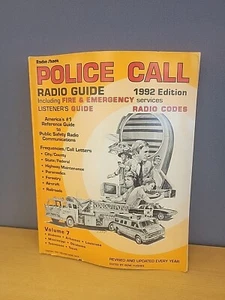 Radio Shack
POLICE CALL
RADIO GUIDE 1992 Edition
Including FIRE & EMERGENCY services
LISTENER'S GUIDE RADIO CODES
America's #1
Reference Guide
to
Public Safety Radio
Communications
Frequencies/Call Letters
• City/County
• State/Federal
• Highway Maintenance
• Paramedics
• Forestry
• Aircraft
• Railroads
Volume 7
REVISED AND UPDATED EVERY YEAR